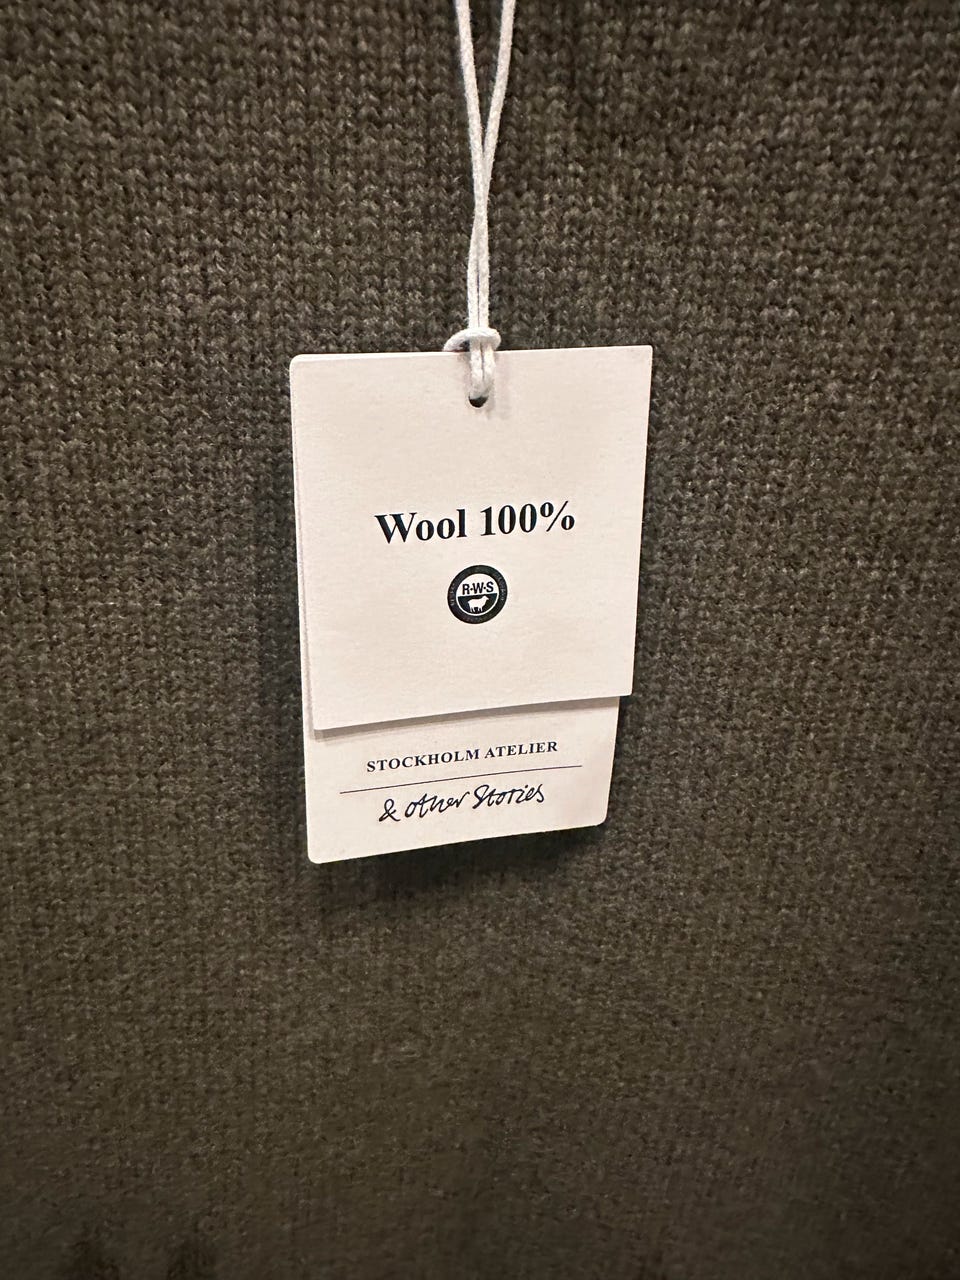 Wool 100%
R·W·S
STOCKHOLM ATELIER
& other Stories